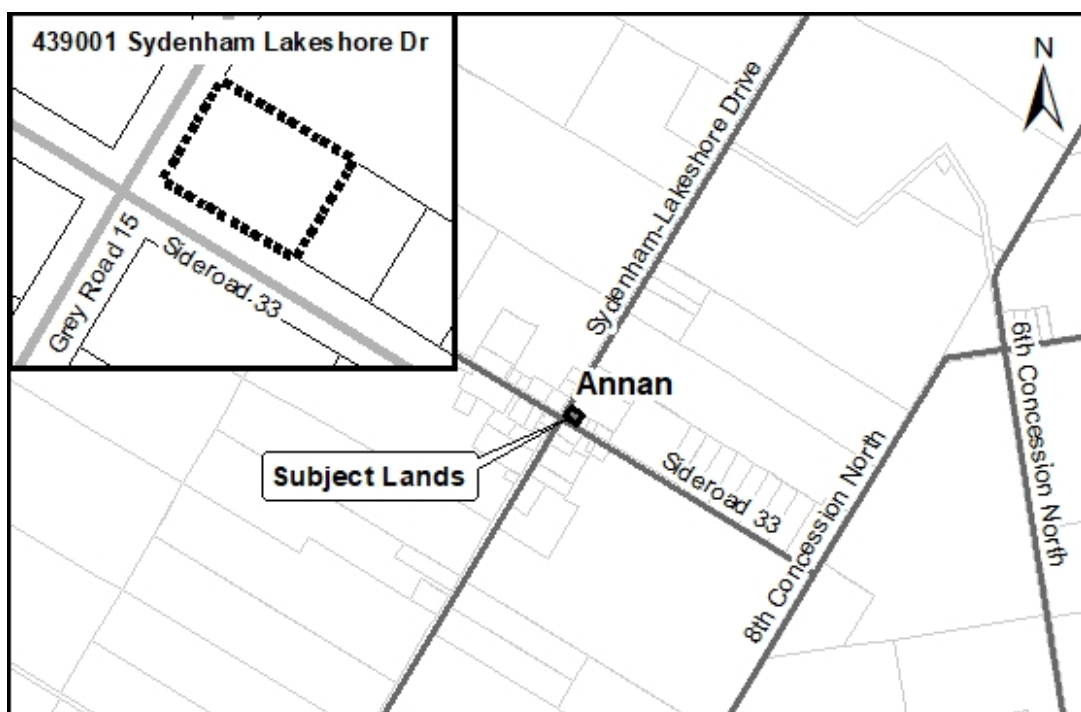 439001 Sydenham Lakeshore Dr
Grey Road 15
Sideroad 33
N
Sydenham-Lakeshore Drive
Annan
Subject Lands
Sideroad 33
8th Concession North
6th Concession North